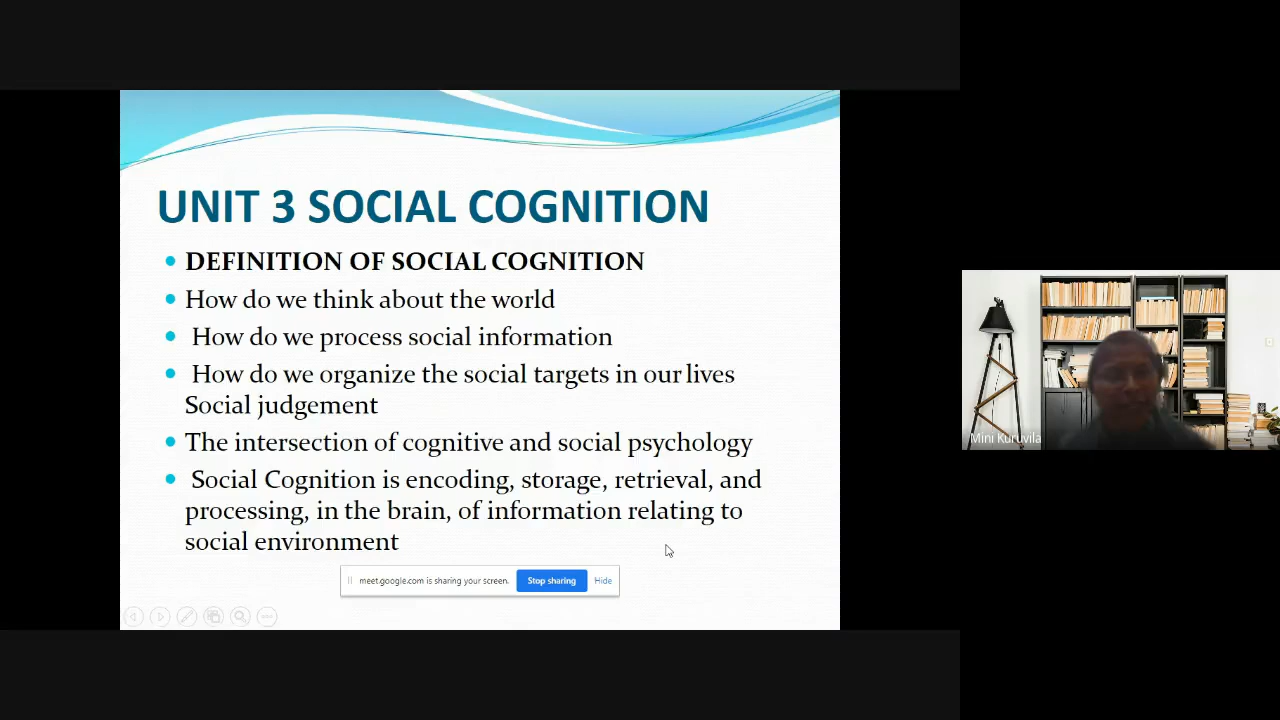 UNIT 3 SOCIAL COGNITION
DEFINITION OF SOCIAL COGNITION
How do we think about the world
How do we process social information
How do we organize the social targets in our lives
Social judgement
The intersection of cognitive and social psychology
Social Cognition is encoding, storage, retrieval, and
processing, in the brain, of information relating to
social environment
meet.google.com is sharing your screen.
Stop sharing
Hide
Mini Kuruvila